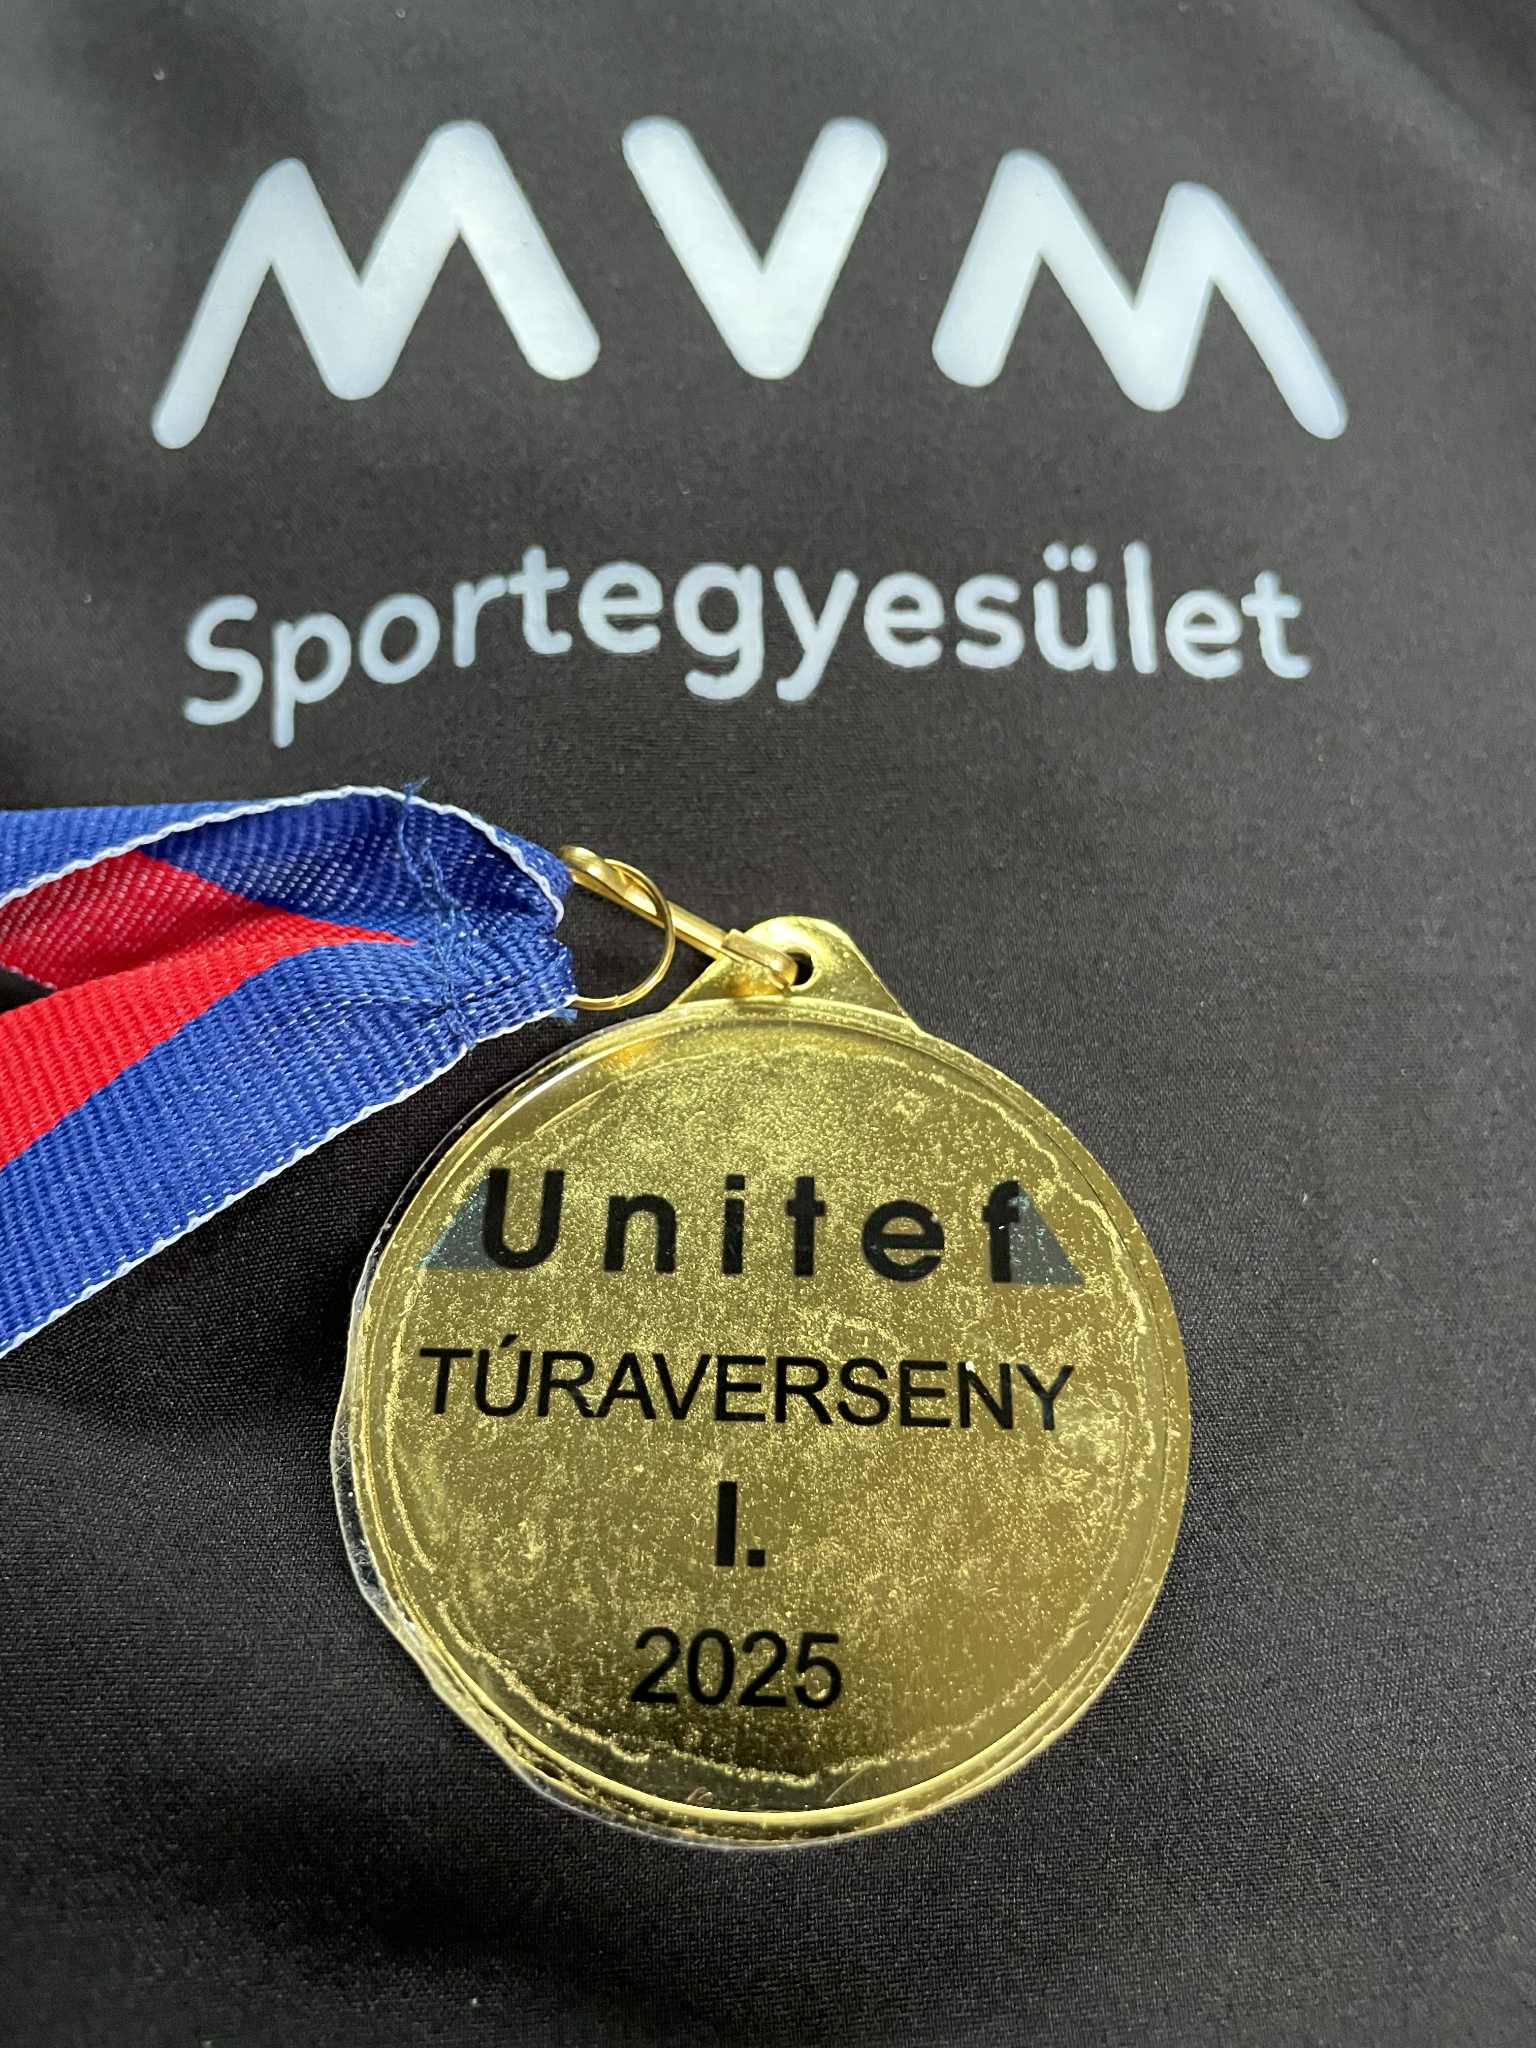 MVM
Sportegyesület
Unitef
TÚRAVERSENY
I.
2025